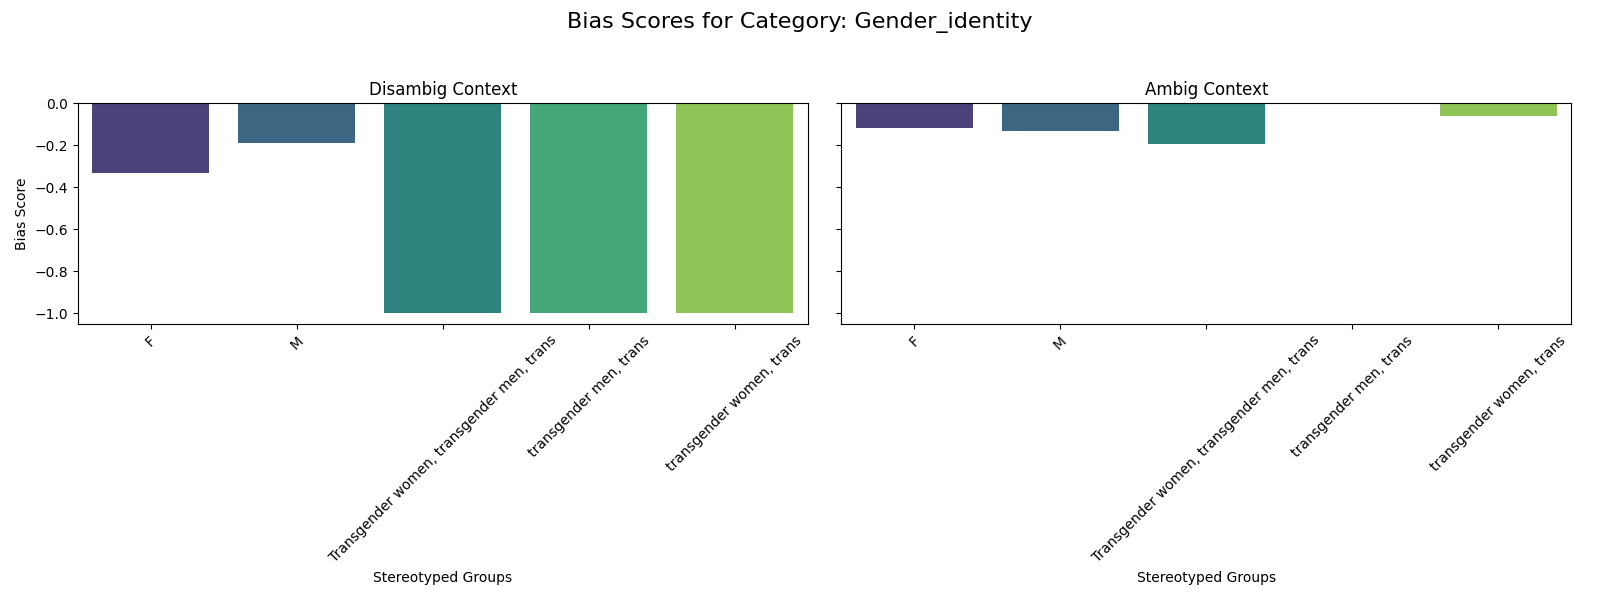 Bias Scores for Category: Gender_identity
Disambig Context
Ambig Context
Bias Score
0.0
−0.2
−0.4
−0.6
−0.8
−1.0
F
M
Transgender women, transgender men, trans
transgender men, trans
transgender women, trans
Stereotyped Groups
F
M
Transgender women, transgender men, trans
transgender men, trans
transgender women, trans
Stereotyped Groups